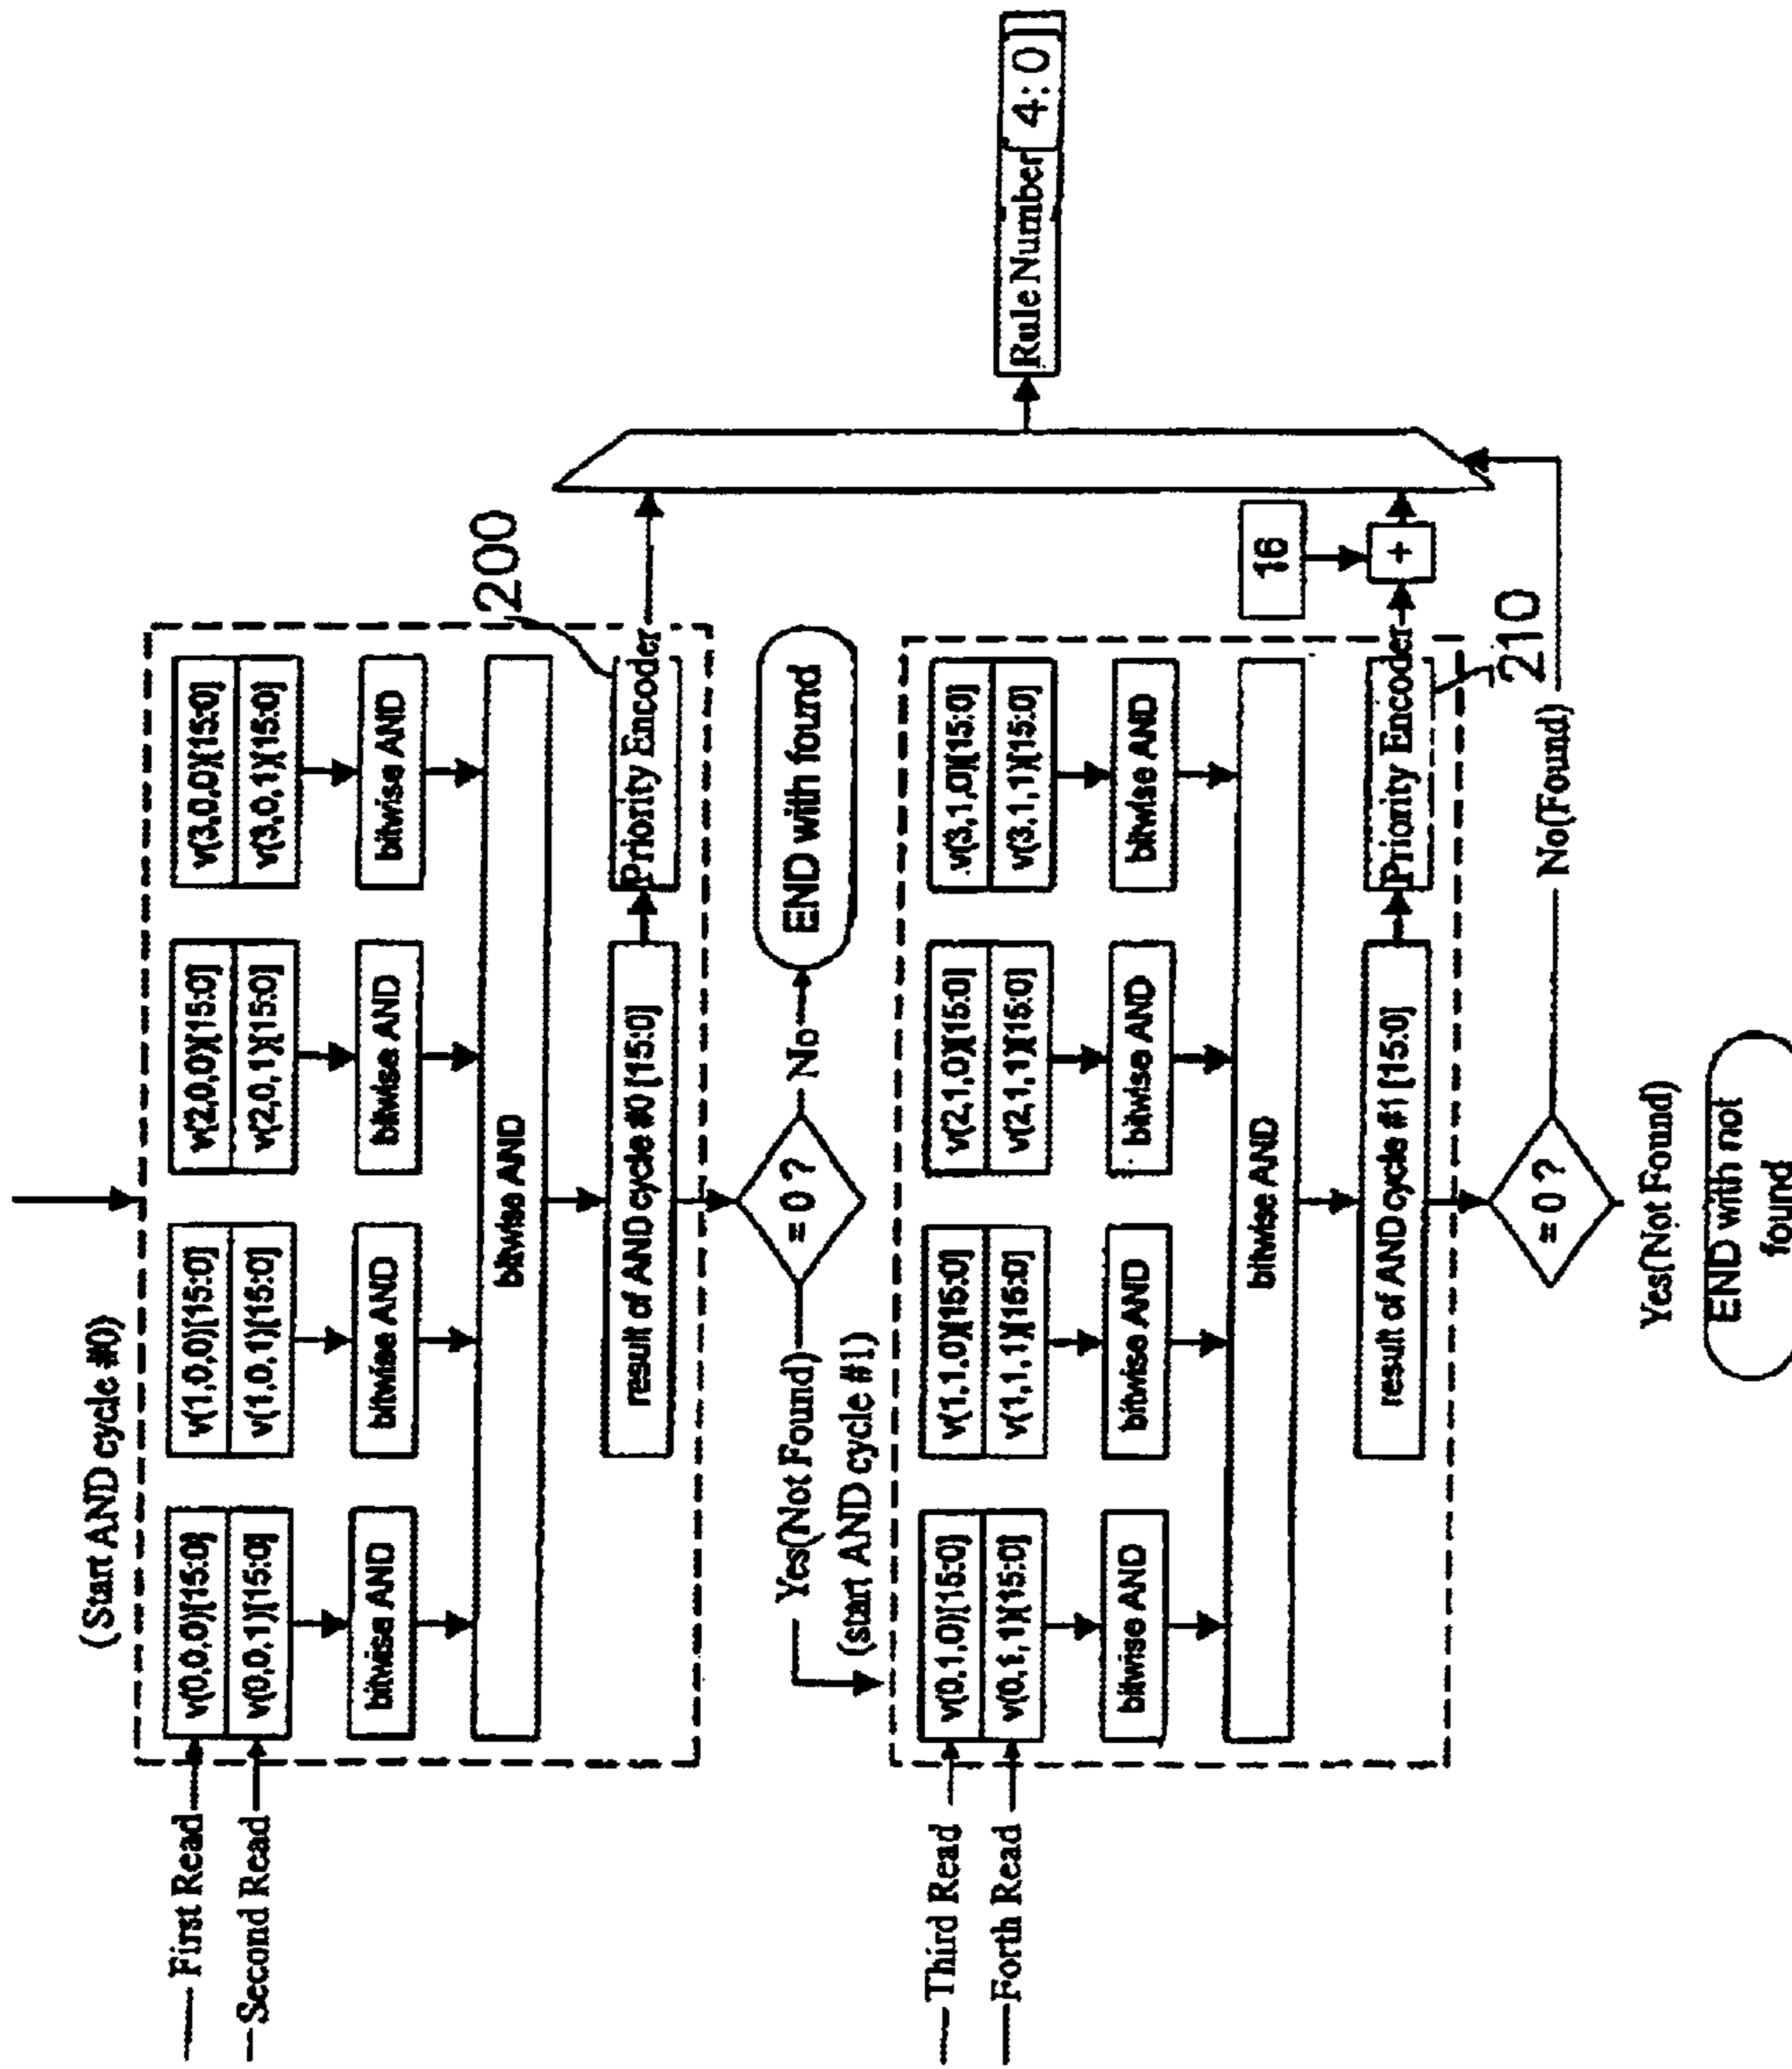 (Start AND cycle #0)
First Read
Second Read
v(0,0,0)[15:0]
v(0,0,1)[15:0]
v(1,0,0)[15:0]
v(1,0,1)[15:0]
v(2,0,0)[15:0]
v(2,0,1)[15:0]
v(3,0,0)[15:0]
v(3,0,1)[15:0]
bitwise AND
bitwise AND
bitwise AND
bitwise AND
bitwise AND
result of AND cycle #0 [15:0]
Priority Encoder
200
= 0 ?
No
END with found
Yes(Not Found)
(start AND cycle #1)
Third Read
Forth Read
v(0,1,0)[15:0]
v(0,1,1)[15:0]
v(1,1,0)[15:0]
v(1,1,1)[15:0]
v(2,1,0)[15:0]
v(2,1,1)[15:0]
v(3,1,0)[15:0]
v(3,1,1)[15:0]
bitwise AND
bitwise AND
bitwise AND
bitwise AND
bitwise AND
result of AND cycle #1 [15:0]
Priority Encoder
210
16
+
Rule Number[4:0]
= 0 ?
No(Found)
Yes(Not Found)
END with not
found